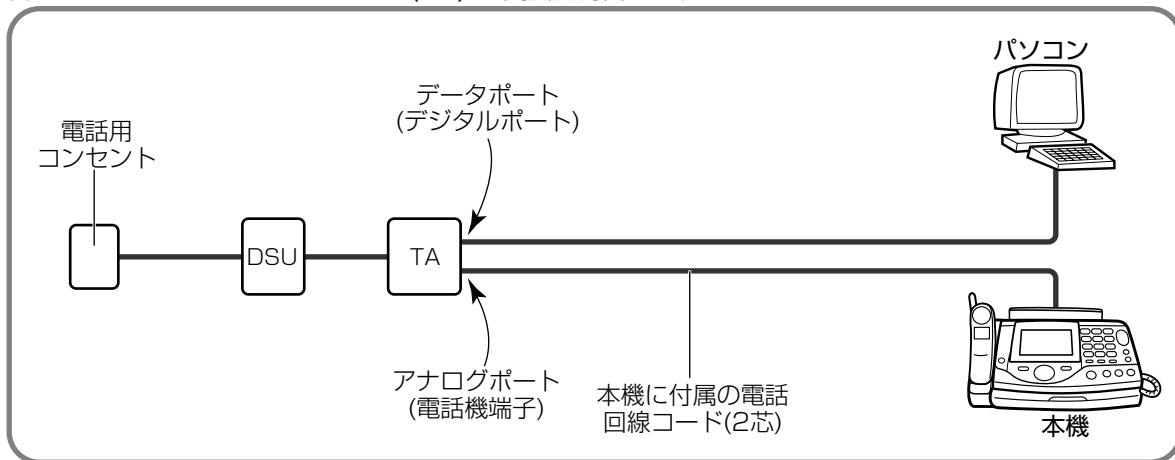 パソコン
データポート
(デジタルポート)
電話用
コンセント
DSU
TA
アナログポート
(電話機端子)
本機に付属の電話
回線コード(2芯)
本機